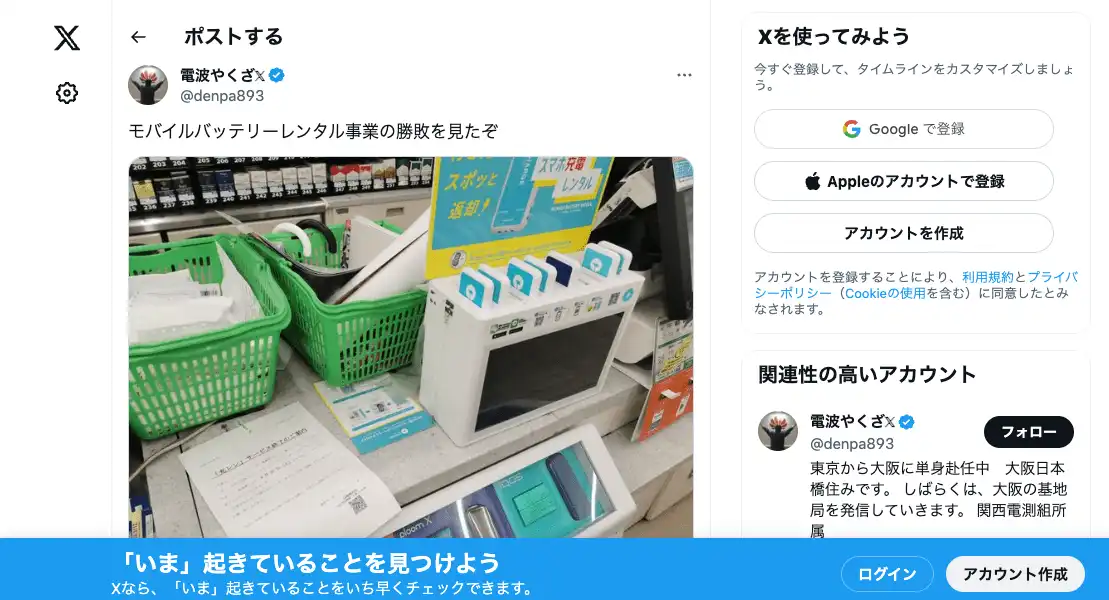 ポストする
電波やくざ𝕏
@denpa893
モバイルバッテリーレンタル事業の勝敗を見たぞ
202 203 204 205 206 207 208
235 236 237
スポッと
返却!
スマホ充電
レンタル
ploom X
Xを使ってみよう
今すぐ登録して、タイムラインをカスタマイズしましょ
う。
Google で登録
Appleのアカウントで登録
アカウントを作成
アカウントを登録することにより、利用規約とプライバ
シーポリシー（Cookieの使用を含む）に同意したとみ
なされます。
関連性の高いアカウント
電波やくざ𝕏
@denpa893
フォロー
東京から大阪に単身赴任中　大阪日本
橋住みです。 しばらくは、大阪の基地
局を発信していきます。 関西電測組所
属
「いま」起きていることを見つけよう
Xなら、「いま」起きていることをいち早くチェックできます。
ログイン
アカウント作成